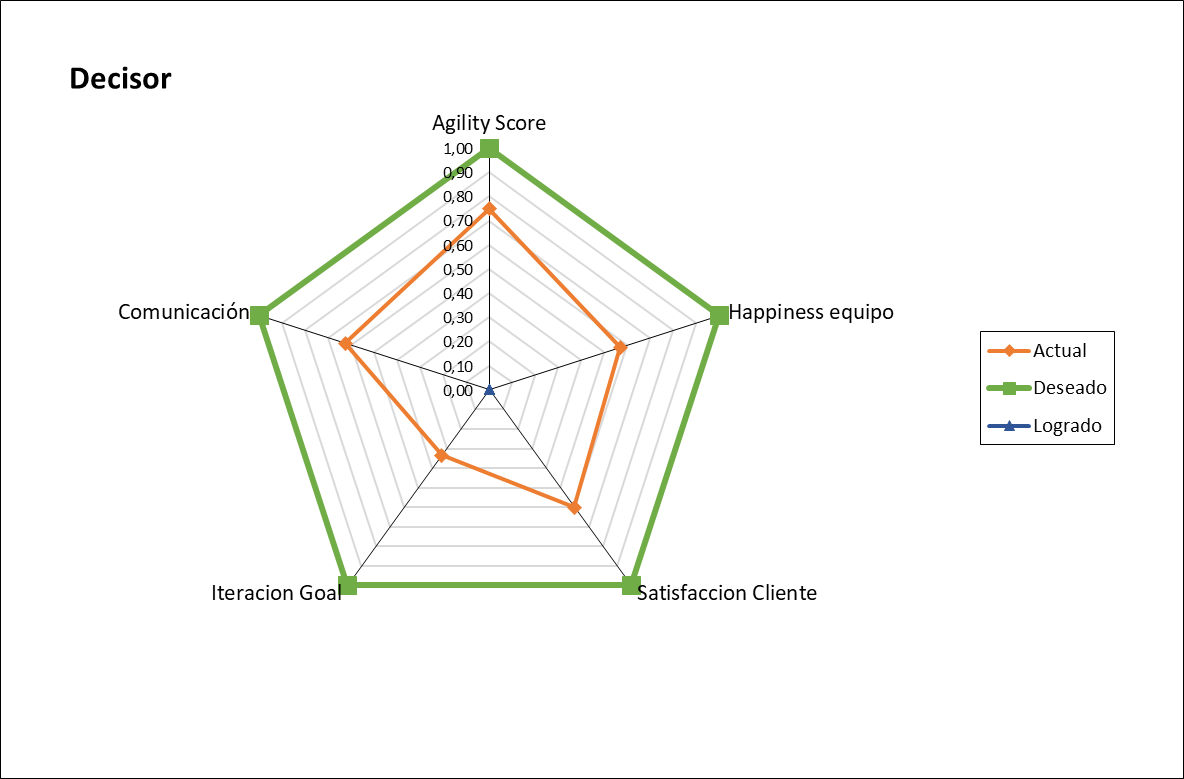 Decisor
Agility Score
1,00
0,90
0,80
0,70
0,60
0,50
0,40
0,30
0,20
0,10
0,00
Comunicación
Happiness equipo
Iteracion Goal
Satisfaccion Cliente
Actual
Deseado
Logrado